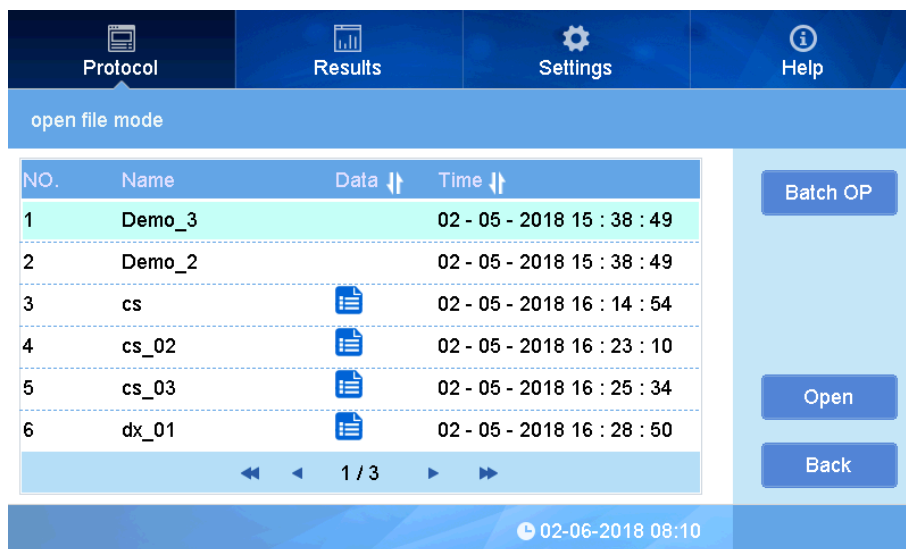 Protocol Results Settings Help
open file mode
NO. Name Data Time
Batch OP
1 Demo_3 02 - 05 - 2018 15 : 38 : 49
2 Demo_2 02 - 05 - 2018 15 : 38 : 49
3 cs 02 - 05 - 2018 16 : 14 : 54
4 cs_02 02 - 05 - 2018 16 : 23 : 10
5 cs_03 02 - 05 - 2018 16 : 25 : 34
Open
6 dx_01 02 - 05 - 2018 16 : 28 : 50
1 / 3
Back
02-06-2018 08:10